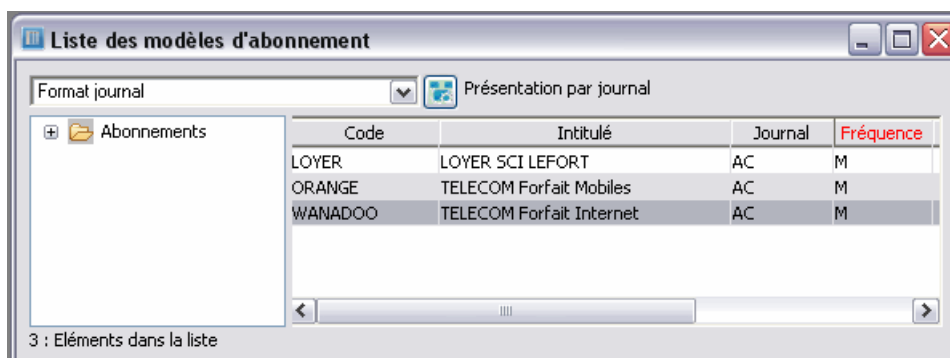 Liste des modèles d'abonnement
Format journal Présentation par journal
Abonnements
Code Intitulé Journal Fréquence
LOYER LOYER SCI LEFORT AC M
ORANGE TELECOM Forfait Mobiles AC M
WANADOO TELECOM Forfait Internet AC M
3 : Eléments dans la liste